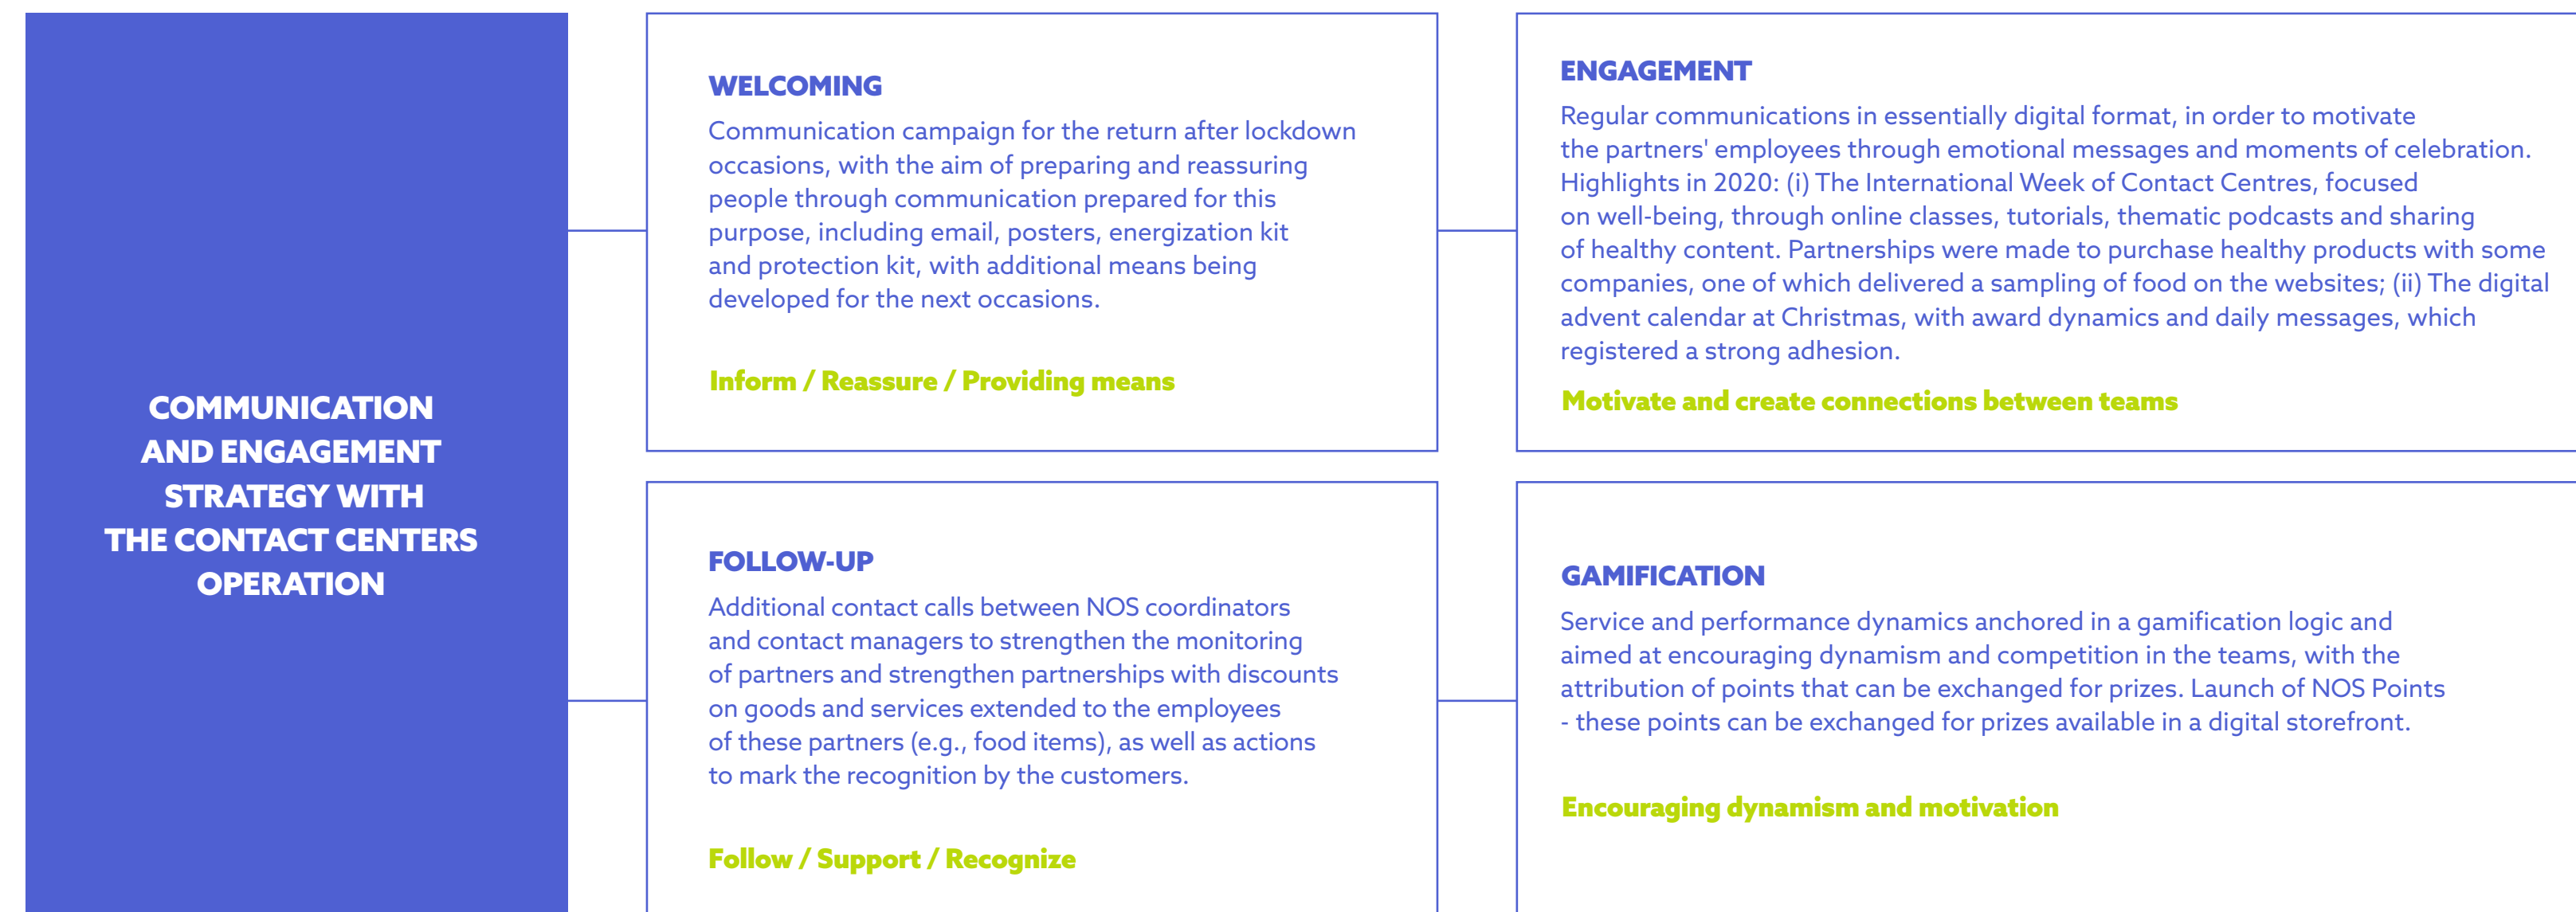 COMMUNICATION
AND ENGAGEMENT
STRATEGY WITH
THE CONTACT CENTERS
OPERATION
WELCOMING
Communication campaign for the return after lockdown
occasions, with the aim of preparing and reassuring
people through communication prepared for this
purpose, including email, posters, energization kit
and protection kit, with additional means being
developed for the next occasions.
Inform / Reassure / Providing means
ENGAGEMENT
Regular communications in essentially digital format, in order to motivate
the partners' employees through emotional messages and moments of celebration.
Highlights in 2020: (i) The International Week of Contact Centres, focused
on well-being, through online classes, tutorials, thematic podcasts and sharing
of healthy content. Partnerships were made to purchase healthy products with some
companies, one of which delivered a sampling of food on the websites; (ii) The digital
advent calendar at Christmas, with award dynamics and daily messages, which
registered a strong adhesion.
Motivate and create connections between teams
FOLLOW-UP
Additional contact calls between NOS coordinators
and contact managers to strengthen the monitoring
of partners and strengthen partnerships with discounts
on goods and services extended to the employees
of these partners (e.g., food items), as well as actions
to mark the recognition by the customers.
Follow / Support / Recognize
GAMIFICATION
Service and performance dynamics anchored in a gamification logic and
aimed at encouraging dynamism and competition in the teams, with the
attribution of points that can be exchanged for prizes. Launch of NOS Points
- these points can be exchanged for prizes available in a digital storefront.
Encouraging dynamism and motivation